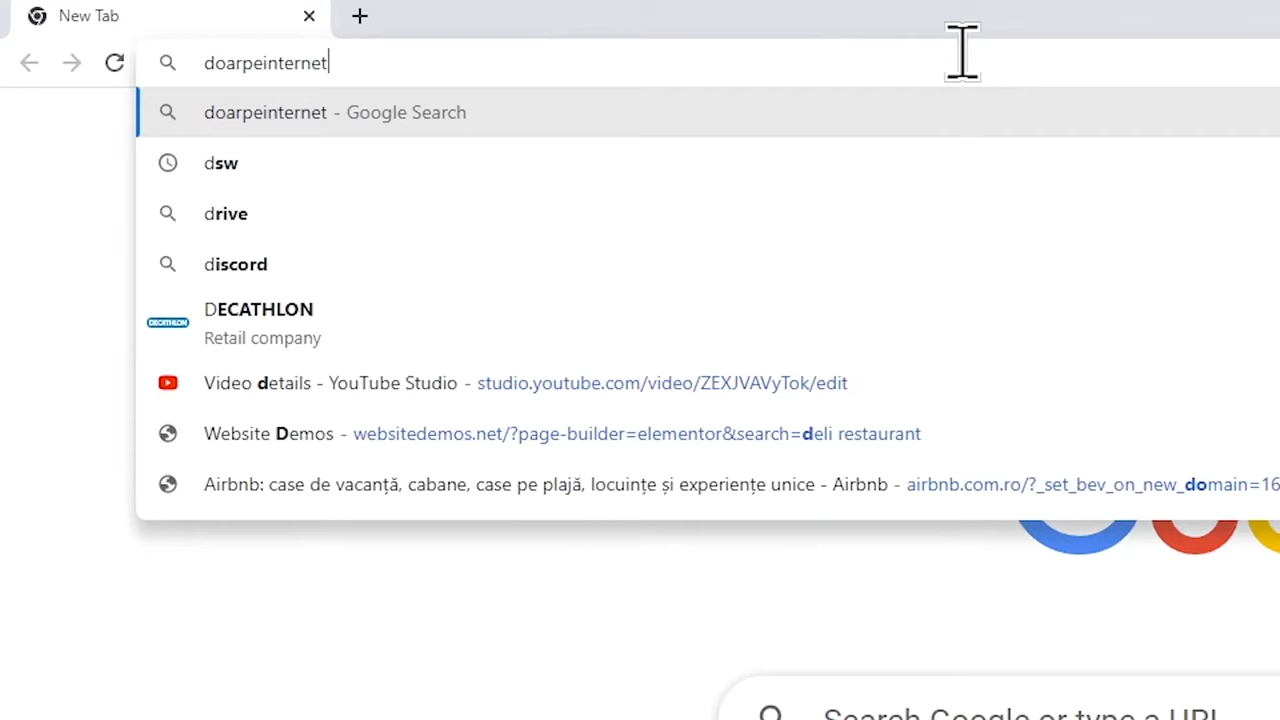 New Tab
doarpeinternet
doarpeinternet - Google Search
dsw
drive
discord
DECATHLON
DECATHLON
Retail company
Video details - YouTube Studio - studio.youtube.com/video/ZEXJVAVyTok/edit
Website Demos - websitedemos.net/?page-builder=elementor&search=deli restaurant
Airbnb: case de vacanță, cabane, case pe plajă, locuințe și experiențe unice - Airbnb - airbnb.com.ro/?_set_bev_on_new_domain=16
Search Google or type a URL